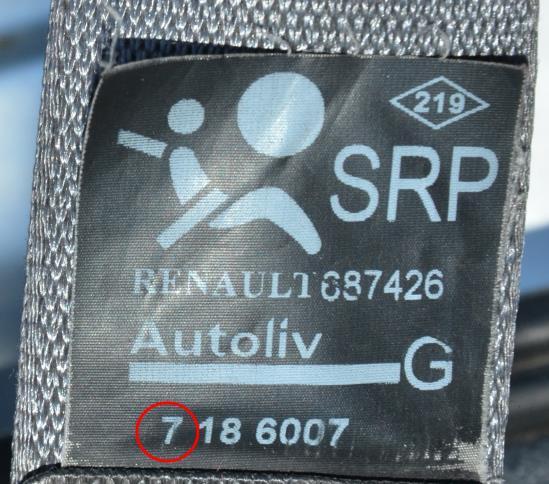 219
SRP
RENAULT 687426
Autoliv
G
7 18 6007